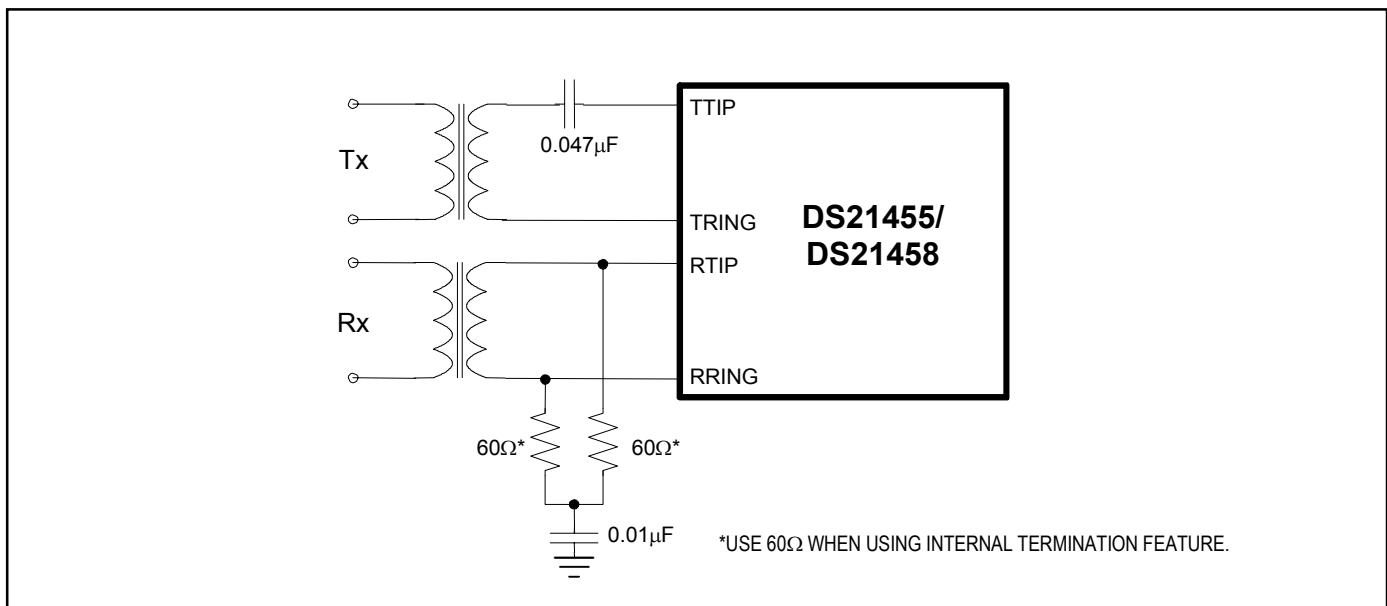 TTIP
0.047μF
Tx
TRING
DS21455/
DS21458
RTIP
Rx
RRING
60Ω*
60Ω*
0.01μF
*USE 60Ω WHEN USING INTERNAL TERMINATION FEATURE.